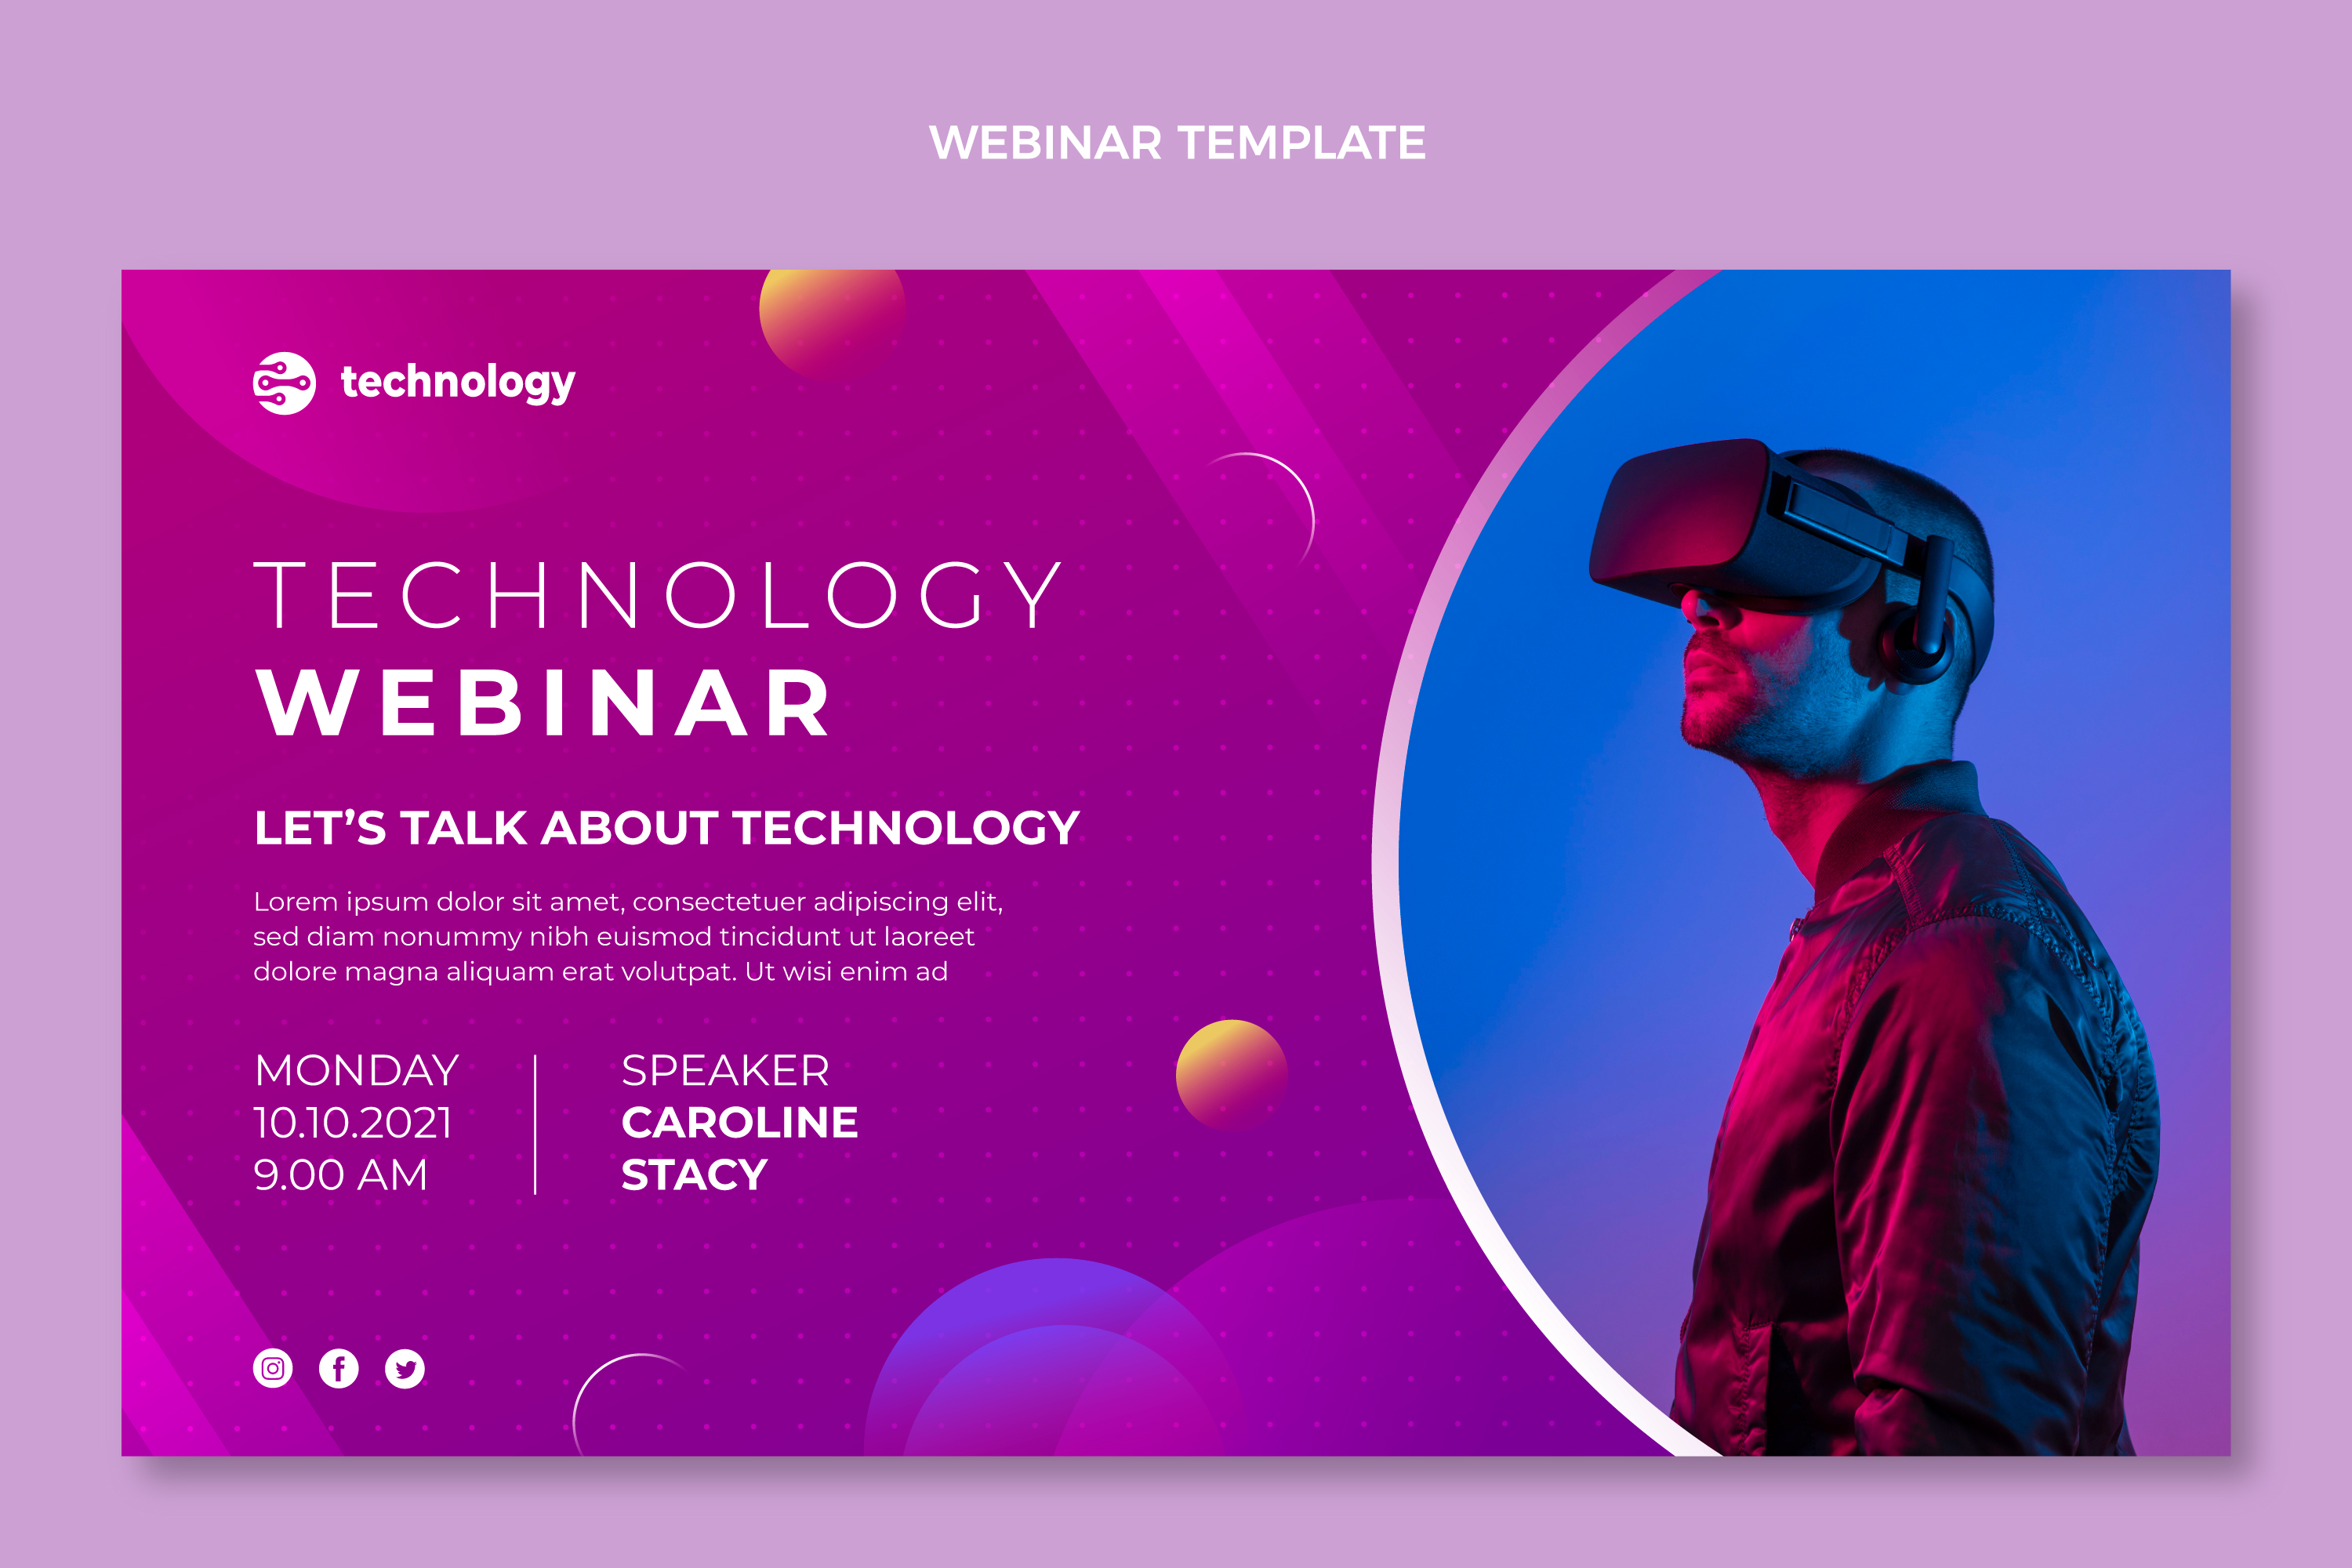 WEBINAR TEMPLATE
technology
TECHNOLOGY
WEBINAR
LET’S TALK ABOUT TECHNOLOGY
Lorem ipsum dolor sit amet, consectetuer adipiscing elit,
sed diam nonummy nibh euismod tincidunt ut laoreet
dolore magna aliquam erat volutpat. Ut wisi enim ad
MONDAY
10.10.2021
9.00 AM
SPEAKER
CAROLINE
STACY